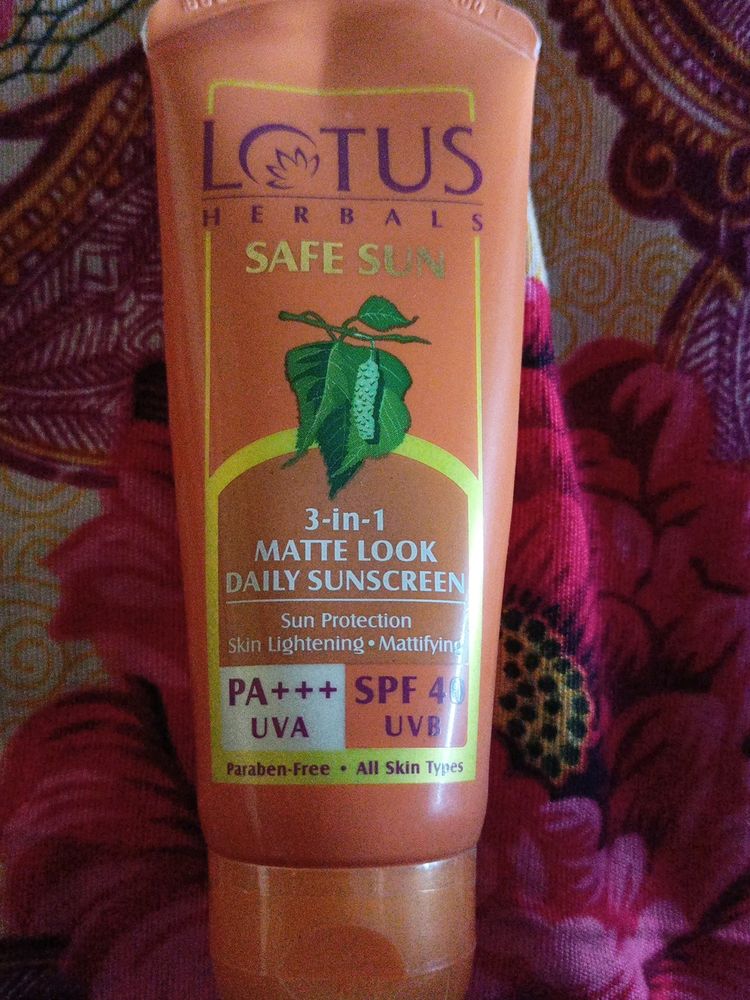 LOTUS
HERBALS
SAFE SUN
3-in-1
MATTE LOOK
DAILY SUNSCREEN
Sun Protection
Skin Lightening • Mattifying
PA+++ SPF 40
UVA UVB
Paraben-Free • All Skin Types